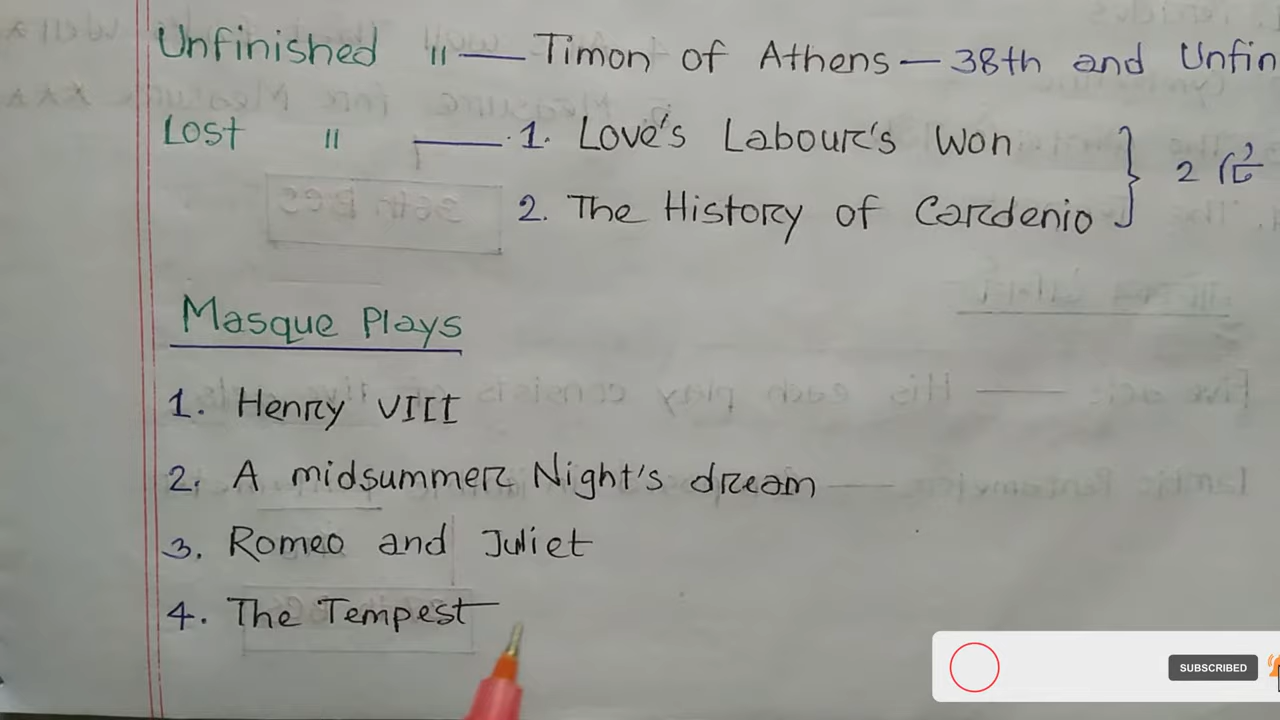 Unfinished " — Timon of Athens — 38th and Unfin
Lost " — 1. Love's Labour's Won } 2
2. The History of Cardenio
Masque Plays
1. Henry VIII
2. A midsummer Night's dream
3. Romeo and Juliet
4. The Tempest
SUBSCRIBED